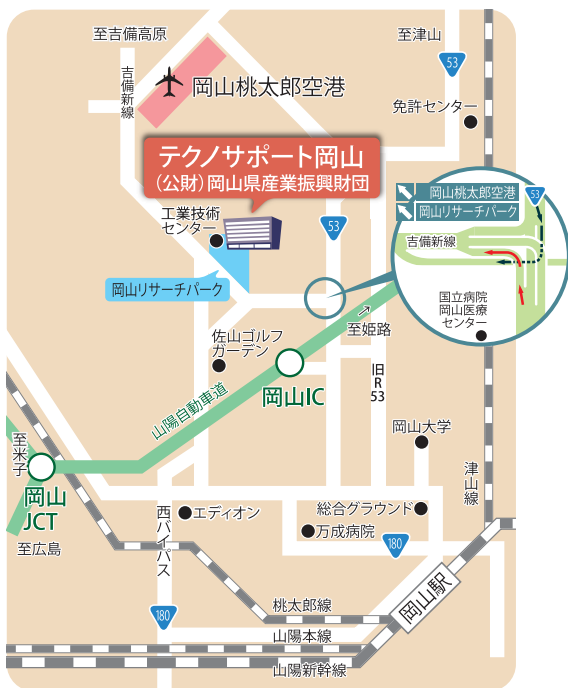 至吉備高原
至津山
53
吉備新線
岡山桃太郎空港
免許センター
テクノサポート岡山
(公財)岡山県産業振興財団
工業技術
センター
53
岡山リサーチパーク
岡山桃太郎空港
岡山リサーチパーク
53
吉備新線
国立病院
岡山医療
センター
至姫路
佐山ゴルフ
ガーデン
岡山IC
旧R53
山陽自動車道
岡山大学
至米子
岡山
JCT
至広島
津山線
西バイパス
エディオン
総合グラウンド
万成病院
180
岡山駅
180
桃太郎線
山陽本線
山陽新幹線